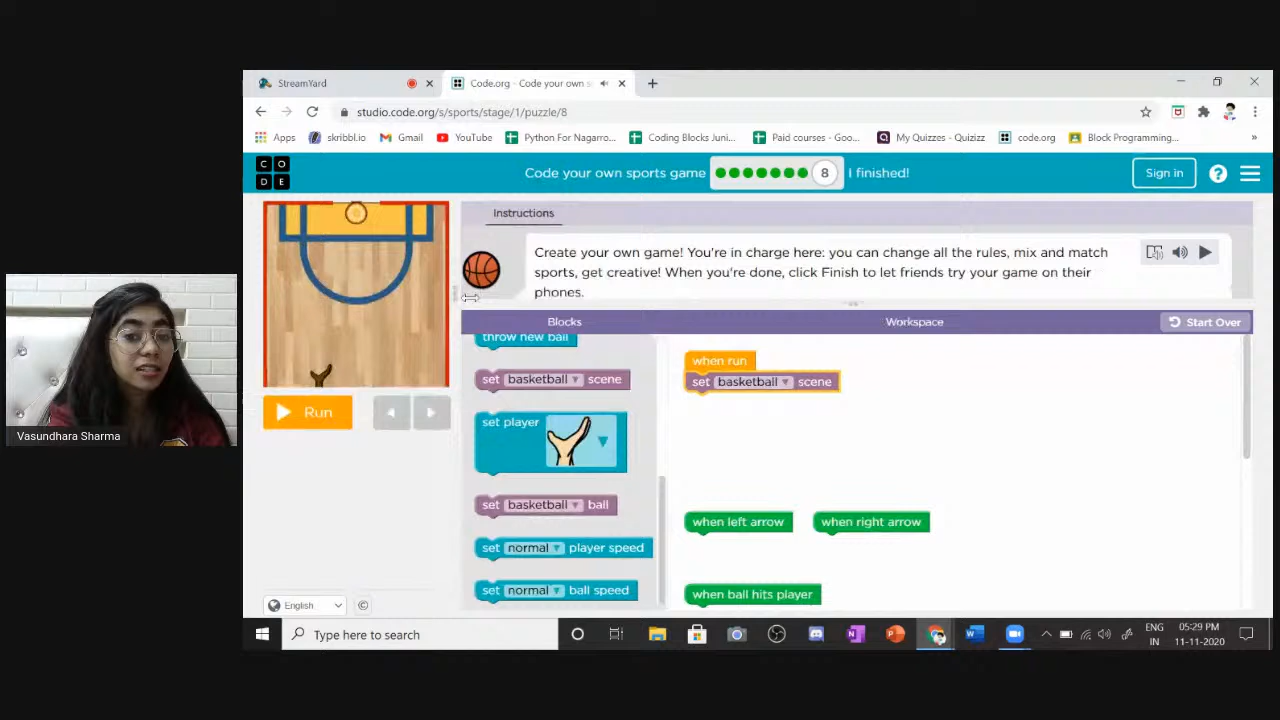 StreamYard
Code.org - Code your own s
studio.code.org/s/sports/stage/1/puzzle/8
Apps
skribbl.io
Gmail
YouTube
Python For Nagarro...
Coding Blocks Juni...
Paid courses - Goo...
My Quizzes - Quizizz
code.org
Block Programming...
C O
D E
Code your own sports game
8
I finished!
Sign in
?
Instructions
Create your own game! You're in charge here: you can change all the rules, mix and match
sports, get creative! When you're done, click Finish to let friends try your game on their
phones.
Blocks
Workspace
Start Over
throw new ball
set basketball scene
set player
set basketball ball
set normal player speed
set normal ball speed
when run
set basketball scene
when left arrow
when right arrow
when ball hits player
Run
Vasundhara Sharma
English
©
Type here to search
ENG
IN
05:29 PM
11-11-2020